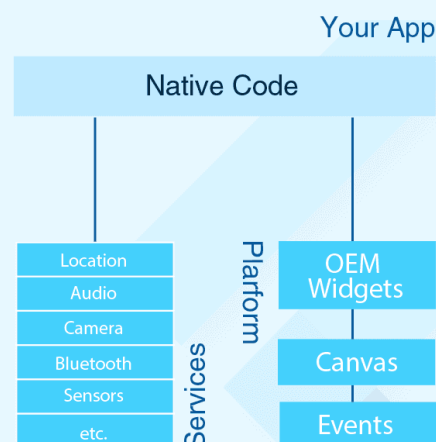 Your App
Native Code
Location
Audio
Camera
Bluetooth
Sensors
etc.
Services
Plarform
OEM
Widgets
Canvas
Events